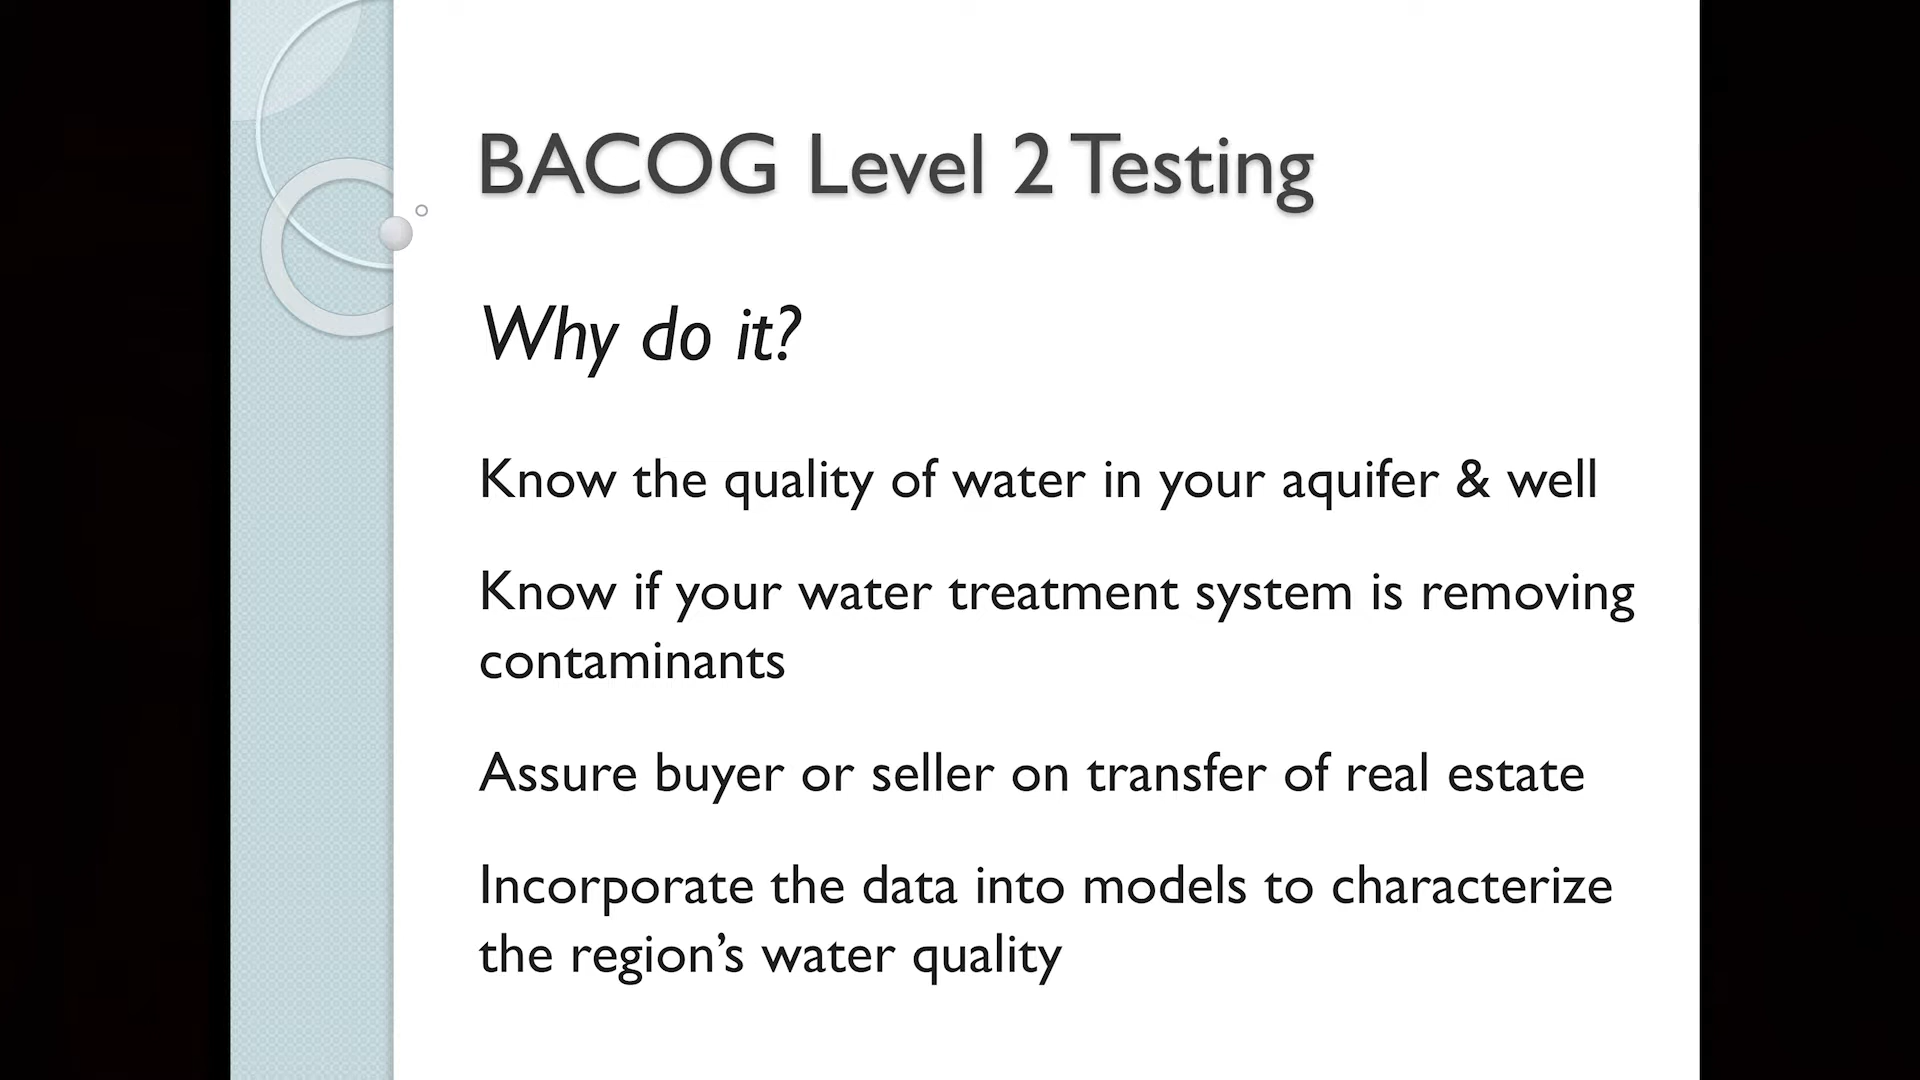 BACOG Level 2 Testing
Why do it?
Know the quality of water in your aquifer & well
Know if your water treatment system is removing
contaminants
Assure buyer or seller on transfer of real estate
Incorporate the data into models to characterize
the region’s water quality